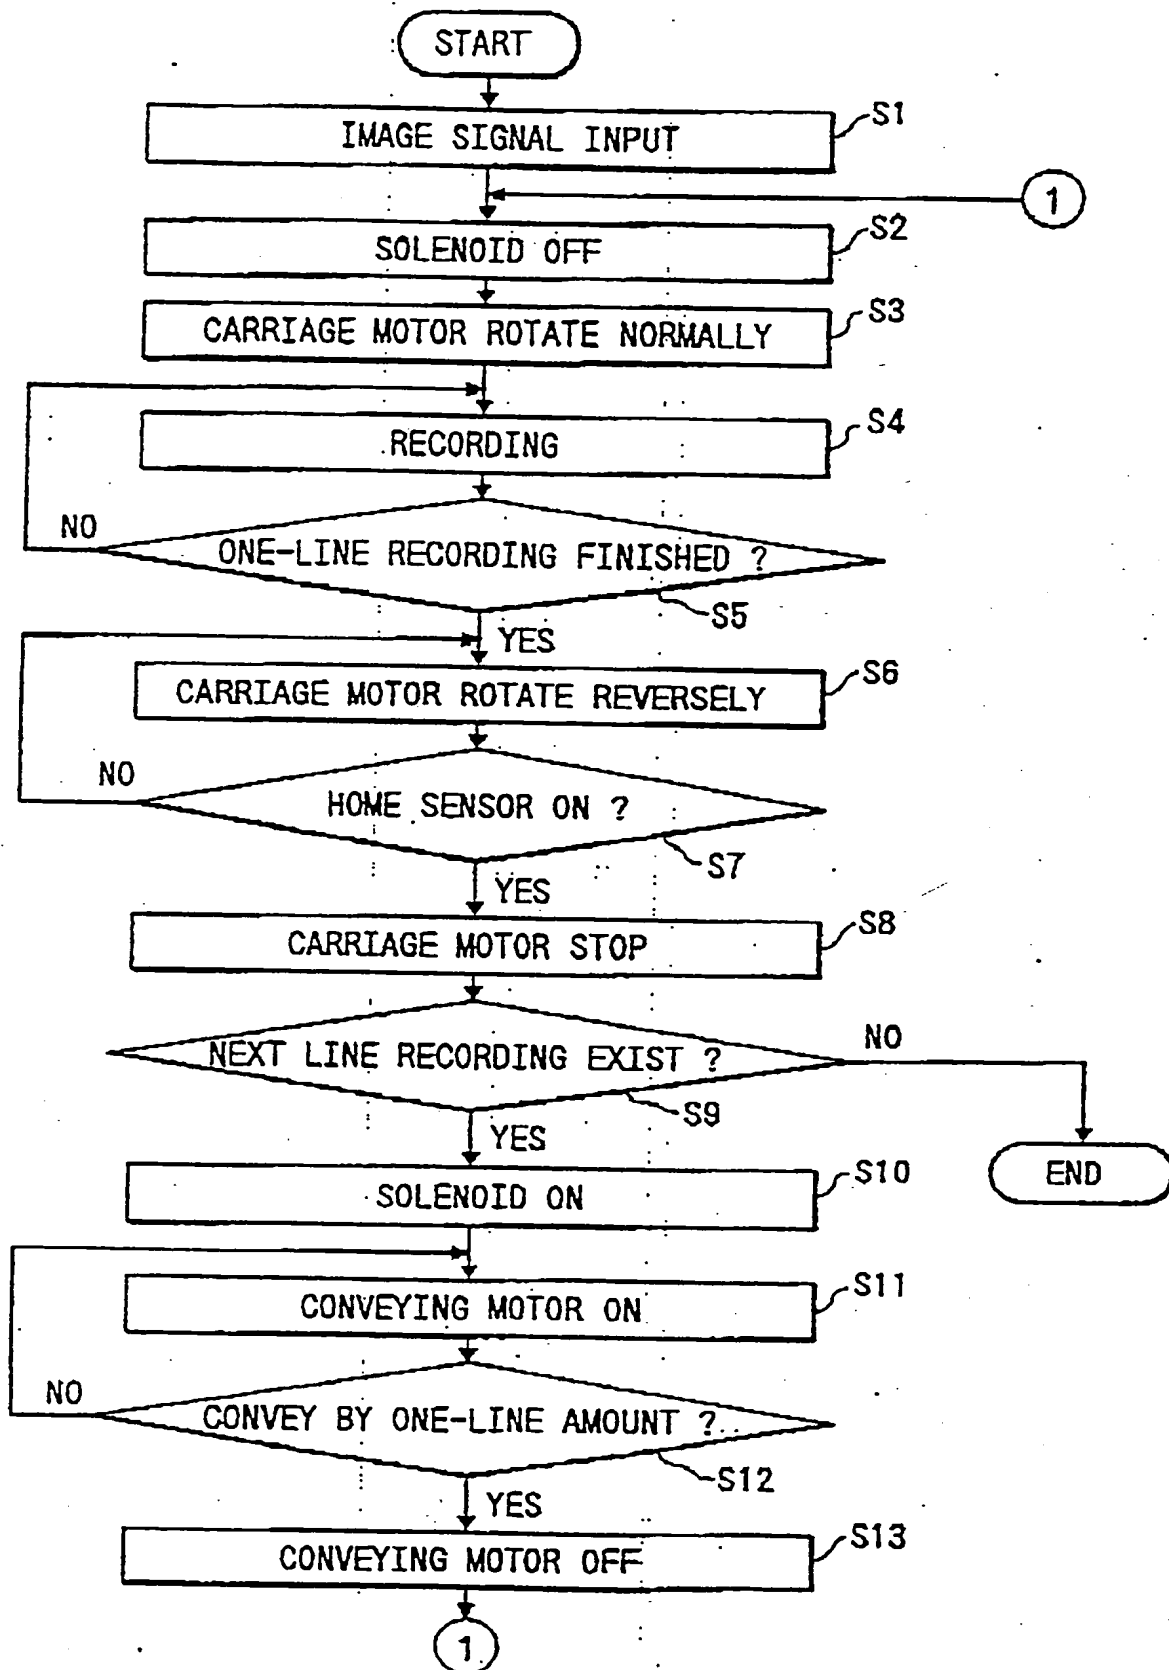 START
IMAGE SIGNAL INPUT
S1
1
SOLENOID OFF
S2
CARRIAGE MOTOR ROTATE NORMALLY
S3
RECORDING
S4
NO
ONE-LINE RECORDING FINISHED ?
S5
YES
CARRIAGE MOTOR ROTATE REVERSELY
S6
NO
HOME SENSOR ON ?
S7
YES
CARRIAGE MOTOR STOP
S8
NEXT LINE RECORDING EXIST ?
NO
S9
YES
END
SOLENOID ON
S10
CONVEYING MOTOR ON
S11
NO
CONVEY BY ONE-LINE AMOUNT ?
S12
YES
CONVEYING MOTOR OFF
S13
1